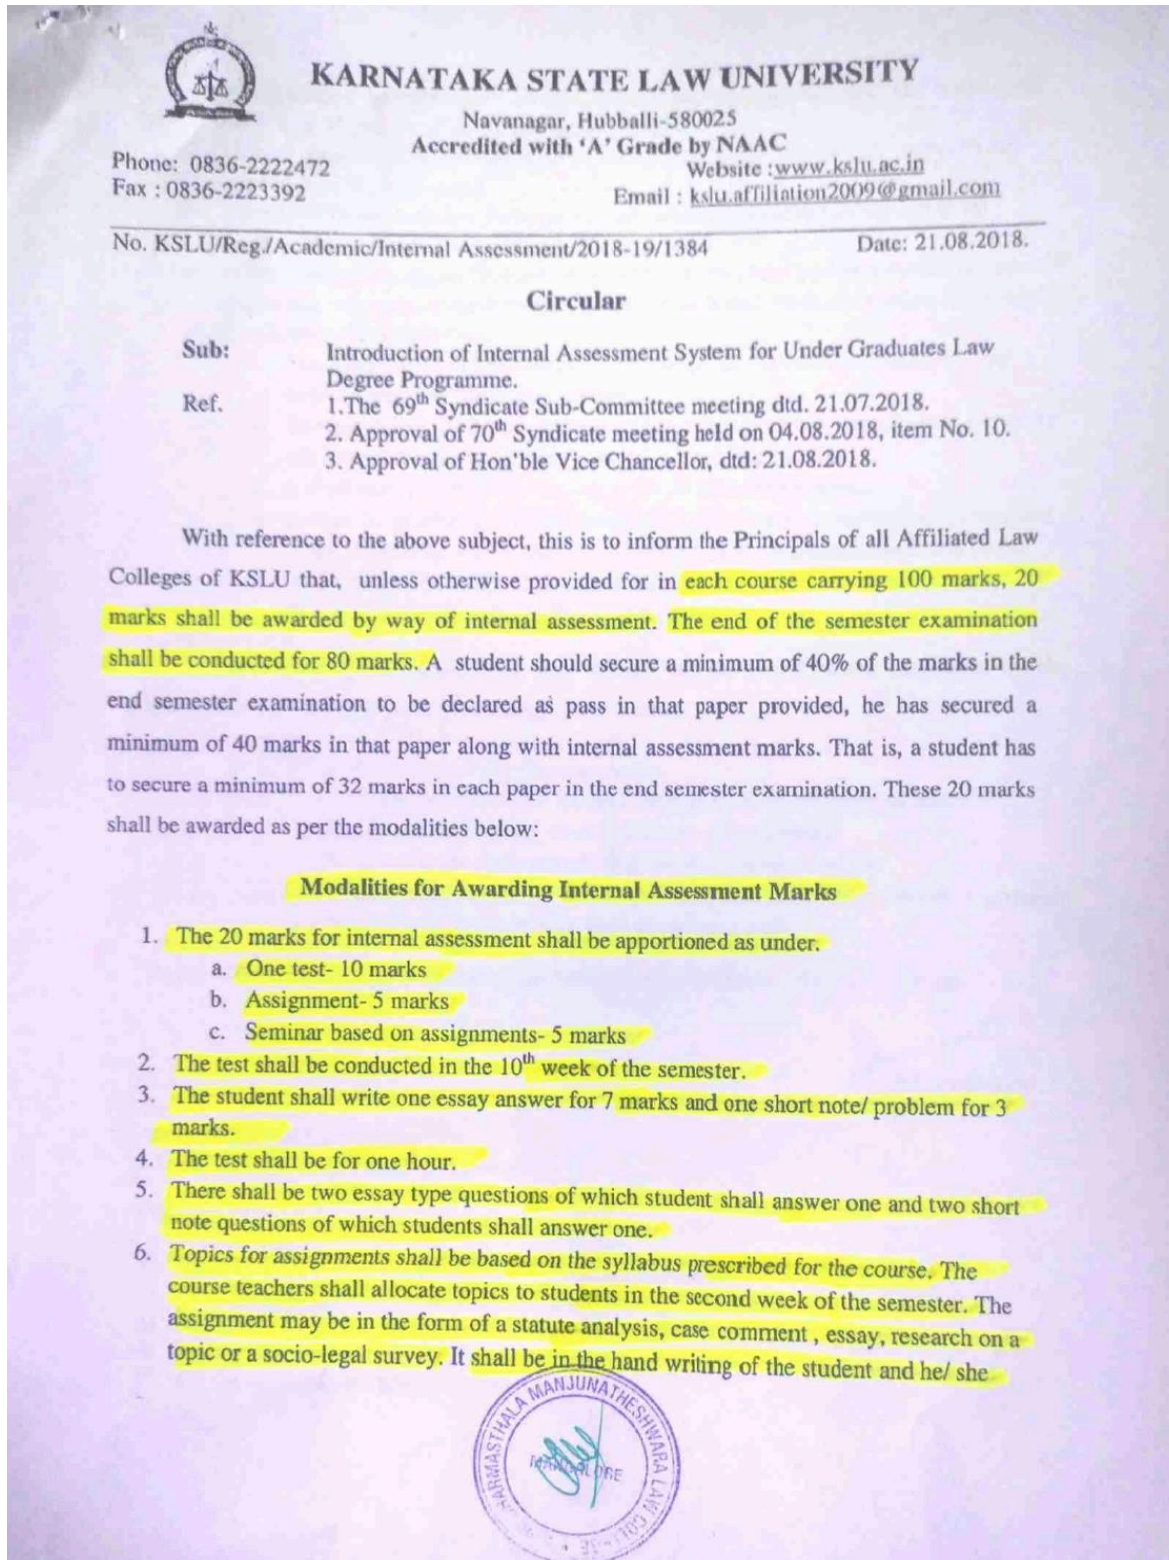 KARNATAKA STATE LAW UNIVERSITY
Navanagar, Hubballi-580025
Accredited with 'A' Grade by NAAC
Phone: 0836-2222472
Website :www.kslu.ac.in
Fax : 0836-2223392
Email : kslu.affiliation2009@gmail.com
No. KSLU/Reg./Academic/Internal Assessment/2018-19/1384 Date: 21.08.2018.
Circular
Sub: Introduction of Internal Assessment System for Under Graduates Law
Degree Programme.
Ref. 1.The 69th Syndicate Sub-Committee meeting dtd. 21.07.2018.
2. Approval of 70th Syndicate meeting held on 04.08.2018, item No. 10.
3. Approval of Hon'ble Vice Chancellor, dtd: 21.08.2018.
With reference to the above subject, this is to inform the Principals of all Affiliated Law
Colleges of KSLU that, unless otherwise provided for in each course carrying 100 marks, 20
marks shall be awarded by way of internal assessment. The end of the semester examination
shall be conducted for 80 marks. A student should secure a minimum of 40% of the marks in the
end semester examination to be declared as pass in that paper provided, he has secured a
minimum of 40 marks in that paper along with internal assessment marks. That is, a student has
to secure a minimum of 32 marks in each paper in the end semester examination. These 20 marks
shall be awarded as per the modalities below:
Modalities for Awarding Internal Assessment Marks
1. The 20 marks for internal assessment shall be apportioned as under.
a. One test- 10 marks
b. Assignment- 5 marks
c. Seminar based on assignments- 5 marks
2. The test shall be conducted in the 10th week of the semester.
3. The student shall write one essay answer for 7 marks and one short note/ problem for 3
marks.
4. The test shall be for one hour.
5. There shall be two essay type questions of which student shall answer one and two short
note questions of which students shall answer one.
6. Topics for assignments shall be based on the syllabus prescribed for the course. The
course teachers shall allocate topics to students in the second week of the semester. The
assignment may be in the form of a statute analysis, case comment , essay, research on a
topic or a socio-legal survey. It shall be in the hand writing of the student and he/ she
DHARMASTHALA MANJUNATHESHWARA LAW COLLEGE
MANGALORE